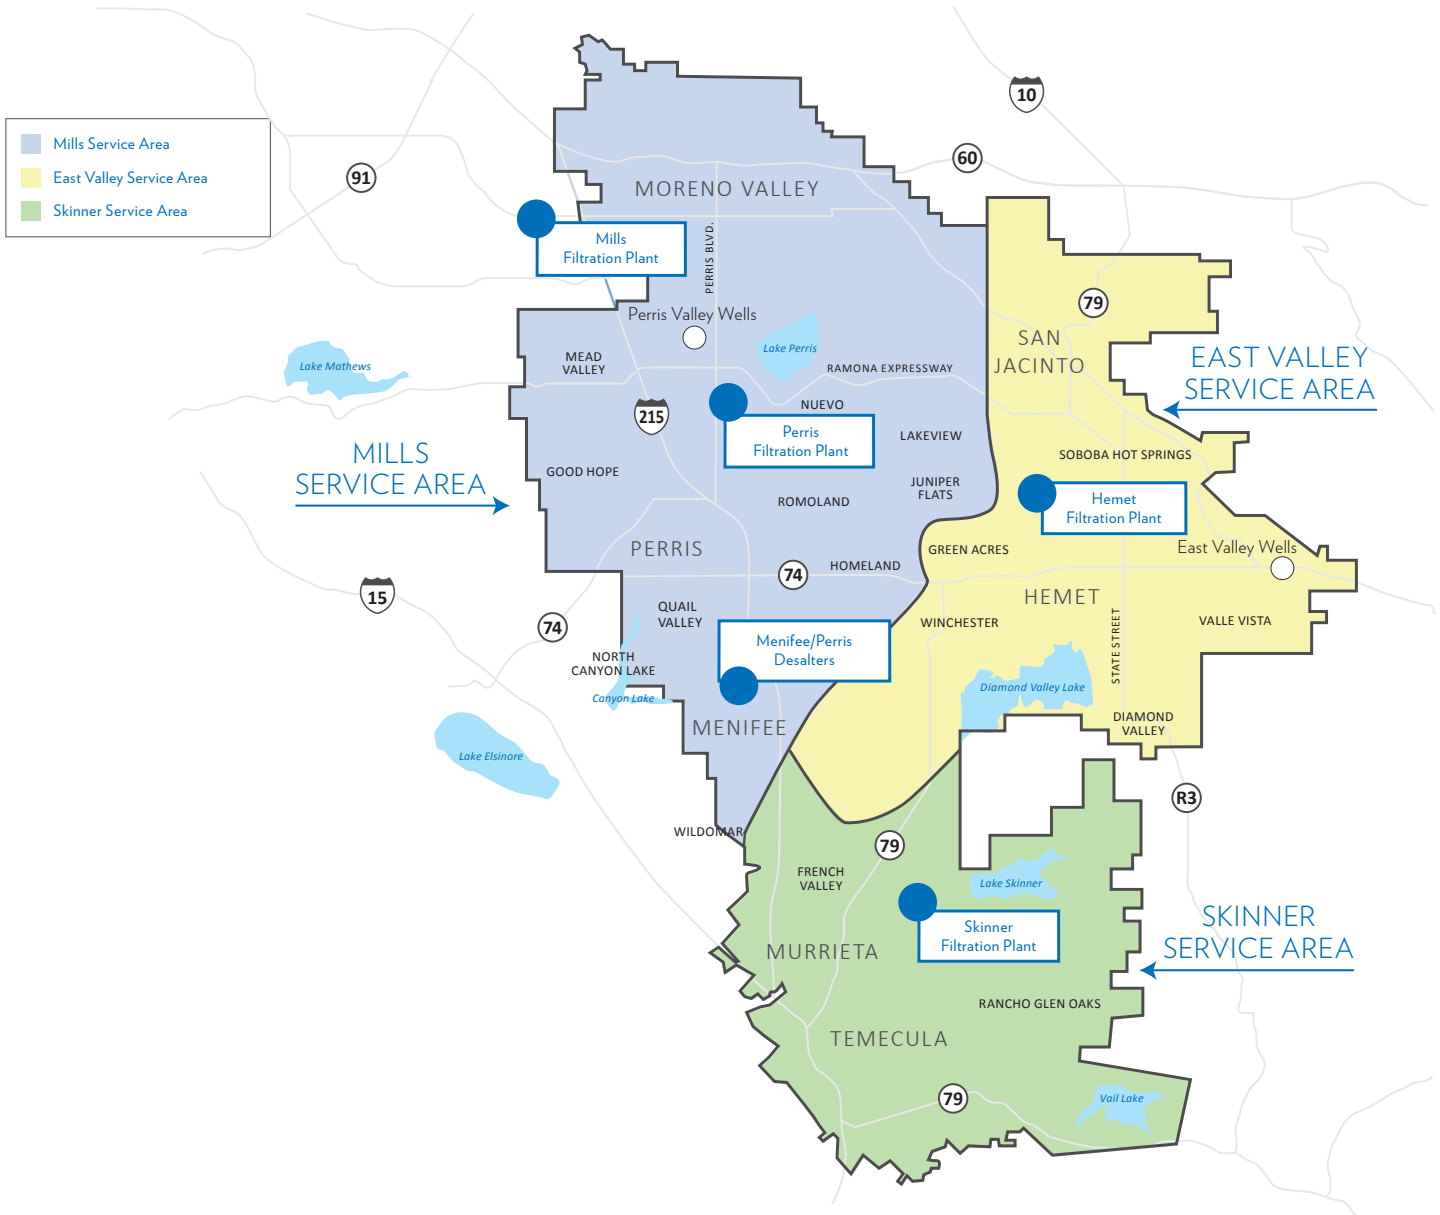 10
60
91
Mills Service Area
East Valley Service Area
Skinner Service Area
MORENO VALLEY
Mills
Filtration Plant
PERRIS BLVD.
79
Perris Valley Wells
SAN
JACINTO
Lake Perris
EAST VALLEY
SERVICE AREA
MEAD
VALLEY
Lake Mathews
RAMONA EXPRESSWAY
215
NUEVO
Perris
Filtration Plant
LAKEVIEW
MILLS
SERVICE AREA
SOBOBA HOT SPRINGS
GOOD HOPE
JUNIPER
FLATS
ROMOLAND
Hemet
Filtration Plant
PERRIS
GREEN ACRES
East Valley Wells
74
HOMELAND
15
HEMET
QUAIL
VALLEY
74
WINCHESTER
STATE STREET
VALLE VISTA
Menifee/Perris
Desalters
NORTH
CANYON LAKE
Canyon Lake
Diamond Valley Lake
MENIFEE
DIAMOND
VALLEY
Lake Elsinore
R3
WILDOMAR
79
FRENCH
VALLEY
Lake Skinner
SKINNER
SERVICE AREA
Skinner
Filtration Plant
MURRIETA
RANCHO GLEN OAKS
TEMECULA
79
Vail Lake